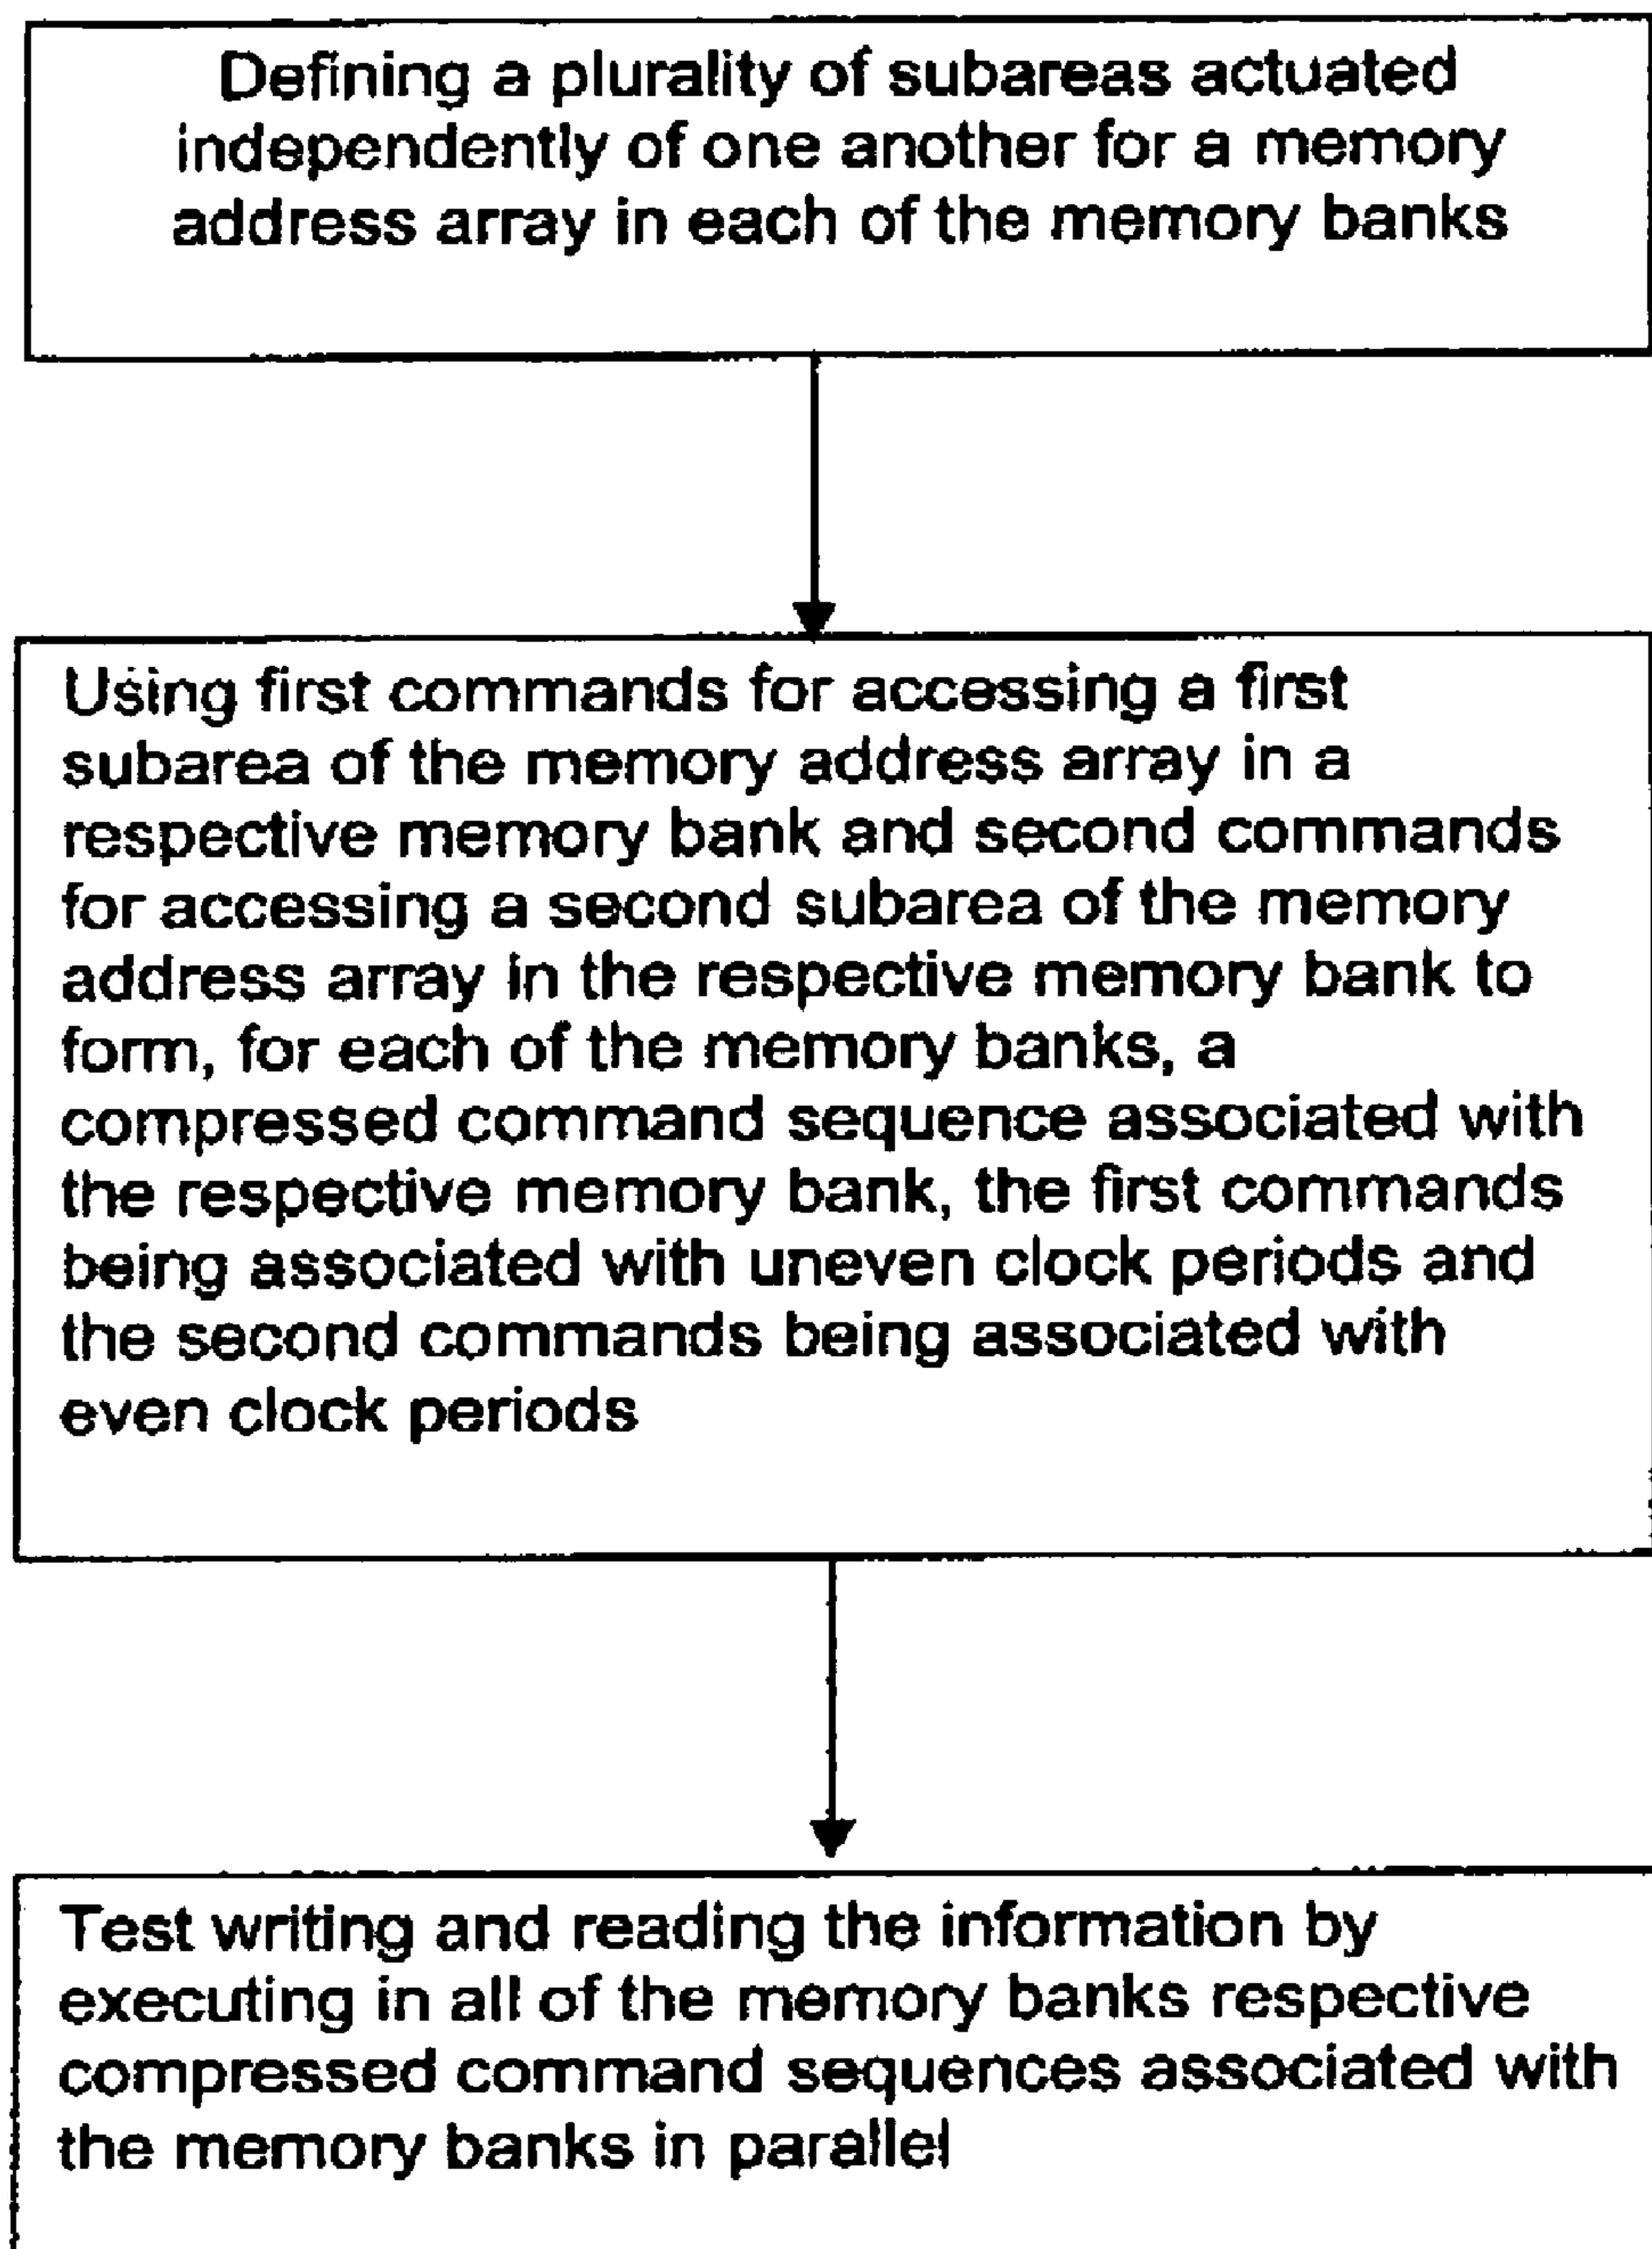 Defining a plurality of subareas actuated
independently of one another for a memory
address array in each of the memory banks
Using first commands for accessing a first
subarea of the memory address array in a
respective memory bank and second commands
for accessing a second subarea of the memory
address array in the respective memory bank to
form, for each of the memory banks, a
compressed command sequence associated with
the respective memory bank, the first commands
being associated with uneven clock periods and
the second commands being associated with
even clock periods
Test writing and reading the information by
executing in all of the memory banks respective
compressed command sequences associated with
the memory banks in parallel